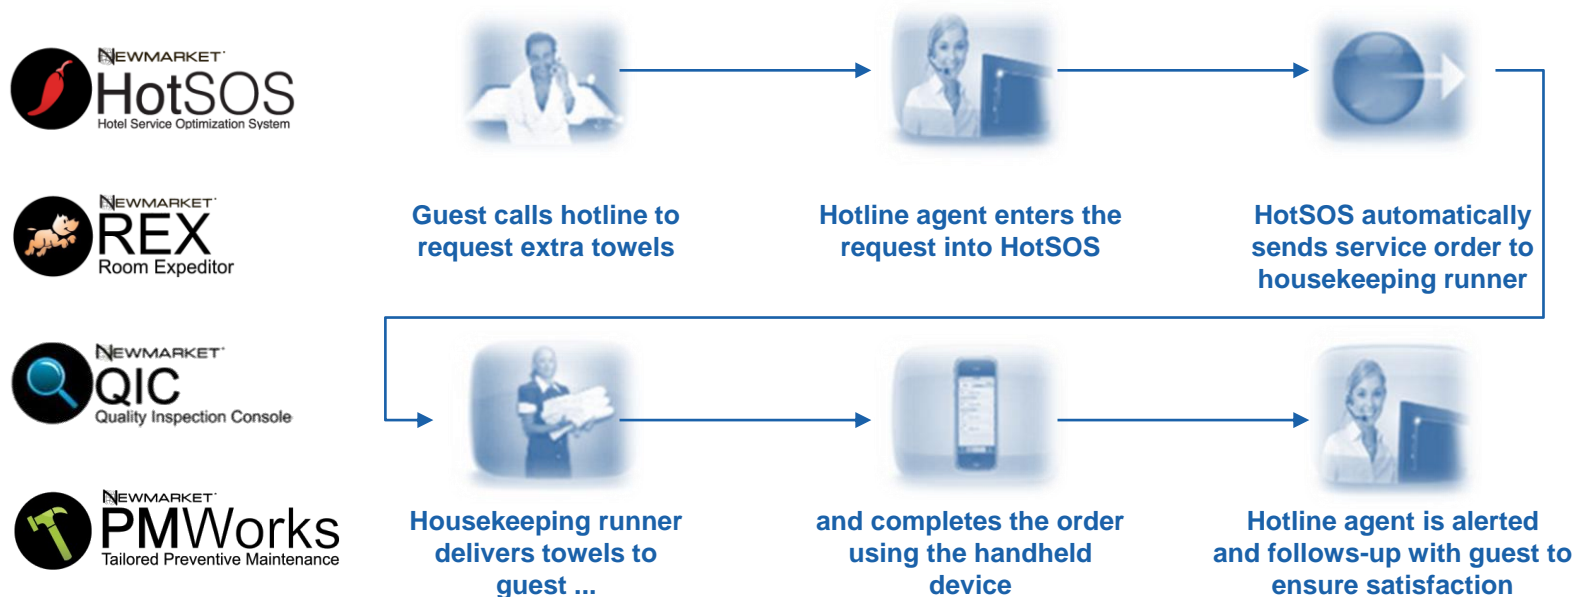 NEWMARKET
HotSOS
Hotel Service Optimization System
NEWMARKET
REX
Room Expeditor
NEWMARKET
QIC
Quality Inspection Console
NEWMARKET
PMWorks
Tailored Preventive Maintenance
Guest calls hotline to
request extra towels
Hotline agent enters the
request into HotSOS
HotSOS automatically
sends service order to
housekeeping runner
Housekeeping runner
delivers towels to
guest ...
and completes the order
using the handheld
device
Hotline agent is alerted
and follows-up with guest to
ensure satisfaction